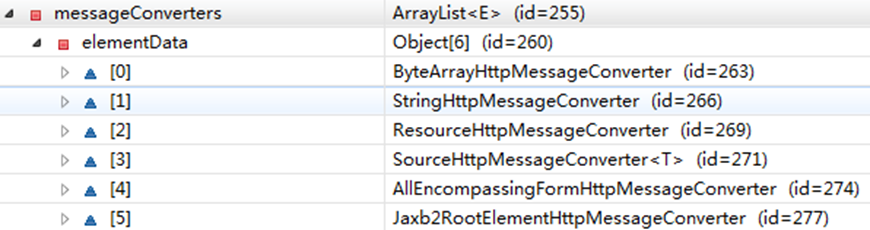 messageConverters ArrayList<E> (id=255)
elementData Object[6] (id=260)
[0] ByteArrayHttpMessageConverter (id=263)
[1] StringHttpMessageConverter (id=266)
[2] ResourceHttpMessageConverter (id=269)
[3] SourceHttpMessageConverter<T> (id=271)
[4] AllEncompassingFormHttpMessageConverter (id=274)
[5] Jaxb2RootElementHttpMessageConverter (id=277)